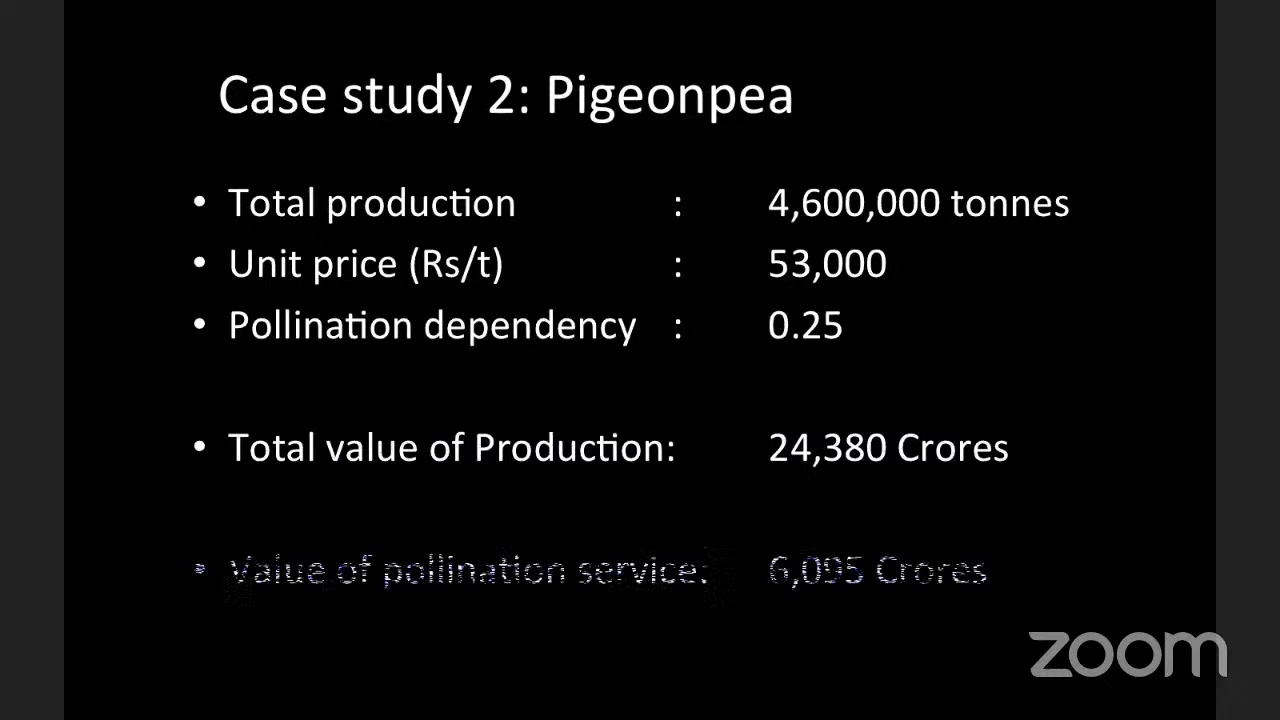 Case study 2: Pigeonpea
• Total production : 4,600,000 tonnes
• Unit price (Rs/t) : 53,000
• Pollination dependency : 0.25
• Total value of Production: 24,380 Crores
• Value of pollination service: 6,095 Crores
zoom